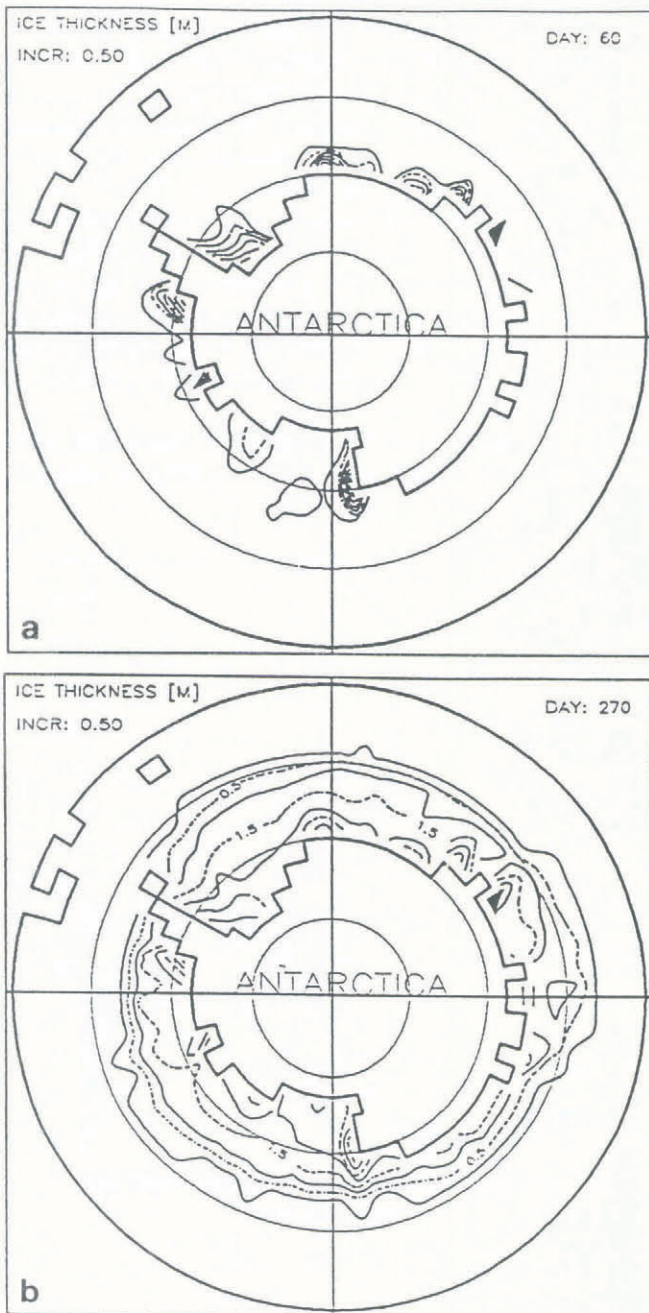 ICE THICKNESS [M]
INCR: 0.50
DAY: 60
ANTARCTICA
a
ICE THICKNESS [M]
INCR: 0.50
DAY: 270
0.5
1.5
1.5
ANTARCTICA
1.5
0.5
b